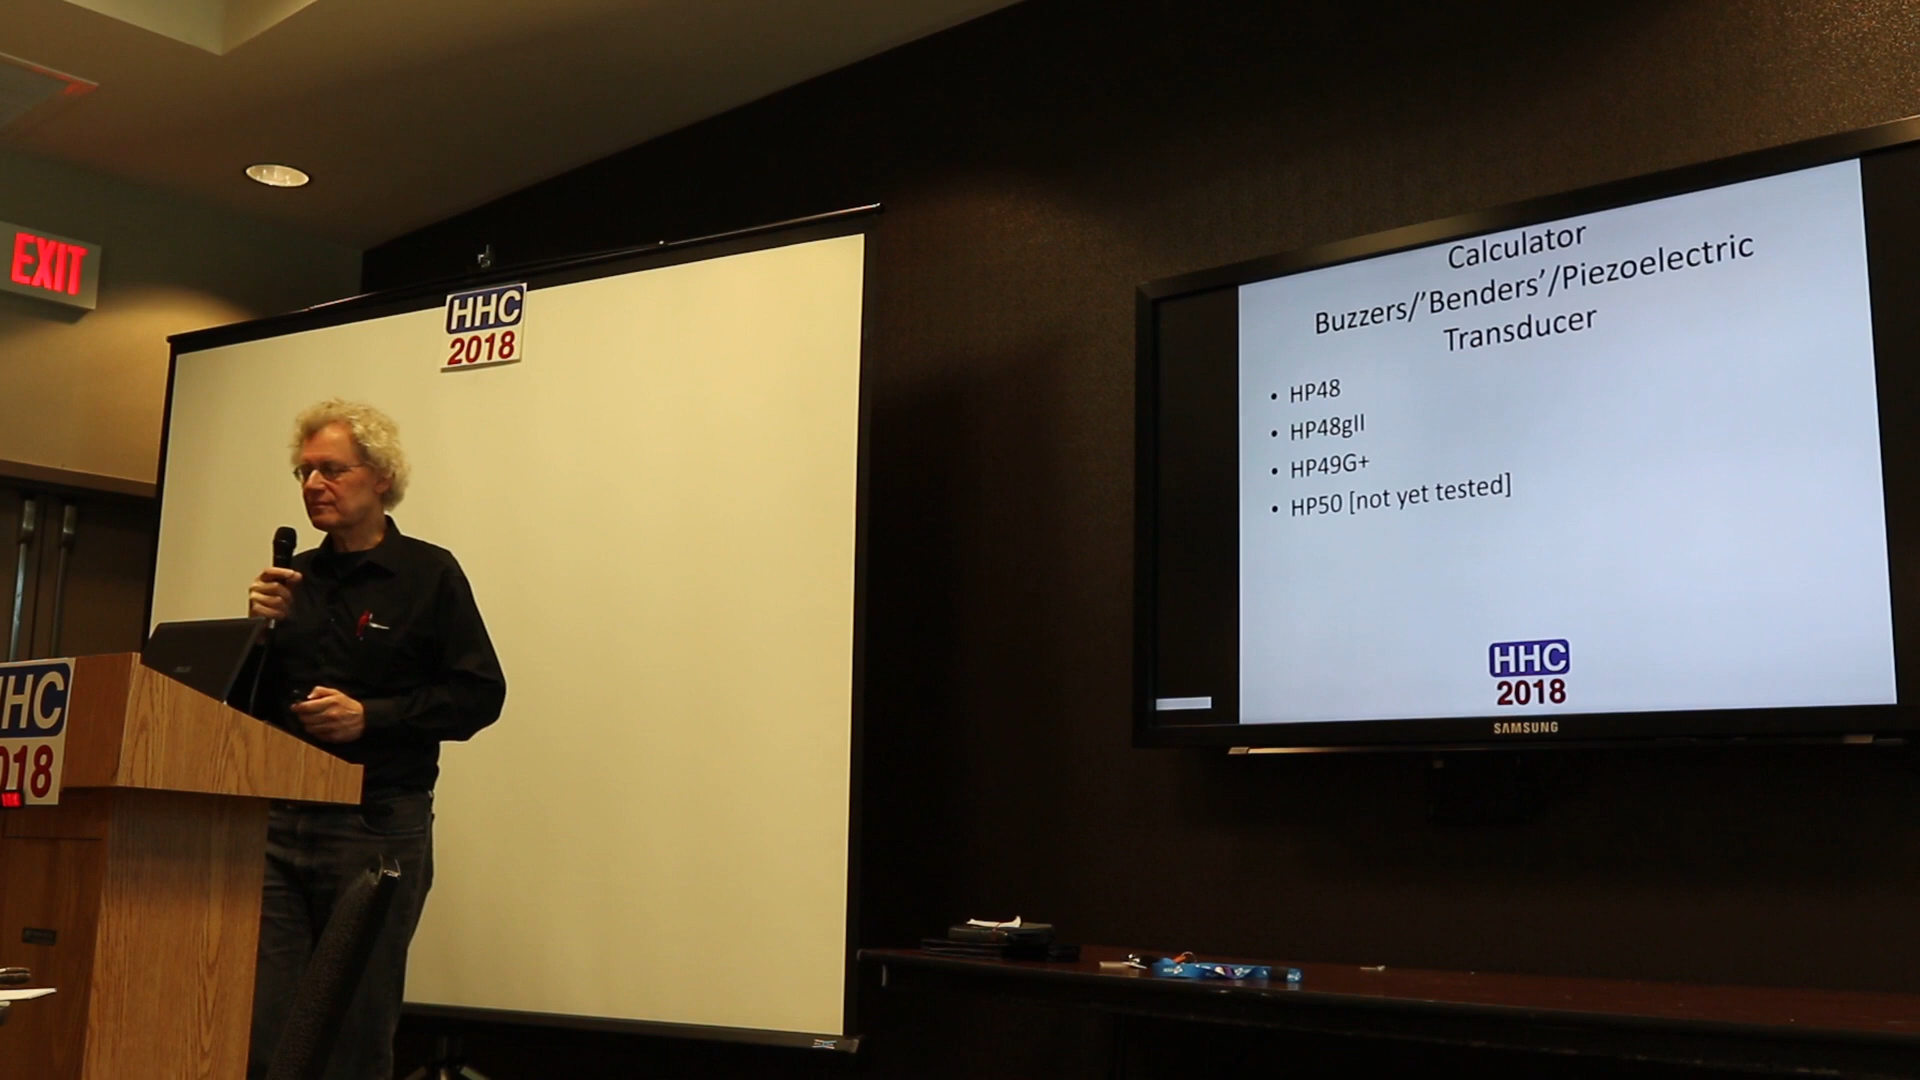 EXIT
HHC
2018
HHC
018
Calculator
Buzzers/'Benders'/Piezoelectric
Transducer
• HP48
• HP48gII
• HP49G+
• HP50 [not yet tested]
HHC
2018
SAMSUNG